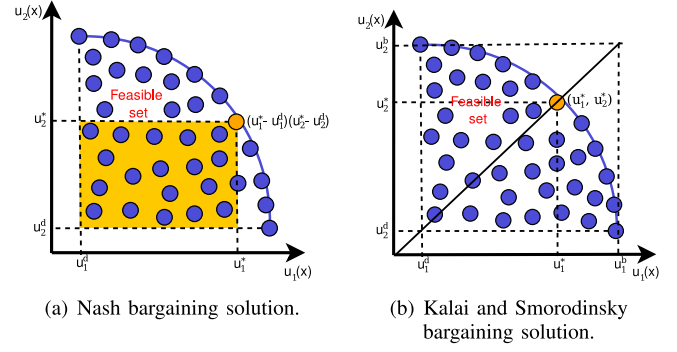 u₂(x)
Feasible
set
u₂*
(u₁*- u₁ᵈ)(u₂*- u₂ᵈ)
u₂ᵈ
u₁ᵈ
u₁*
u₁(x)
(a) Nash bargaining solution.
u₂(x)
u₂ᵇ
Feasible
set
u₂*
(u₁*, u₂*)
u₂ᵈ
u₁ᵈ
u₁*
u₁ᵇ
u₁(x)
(b) Kalai and Smorodinsky
bargaining solution.